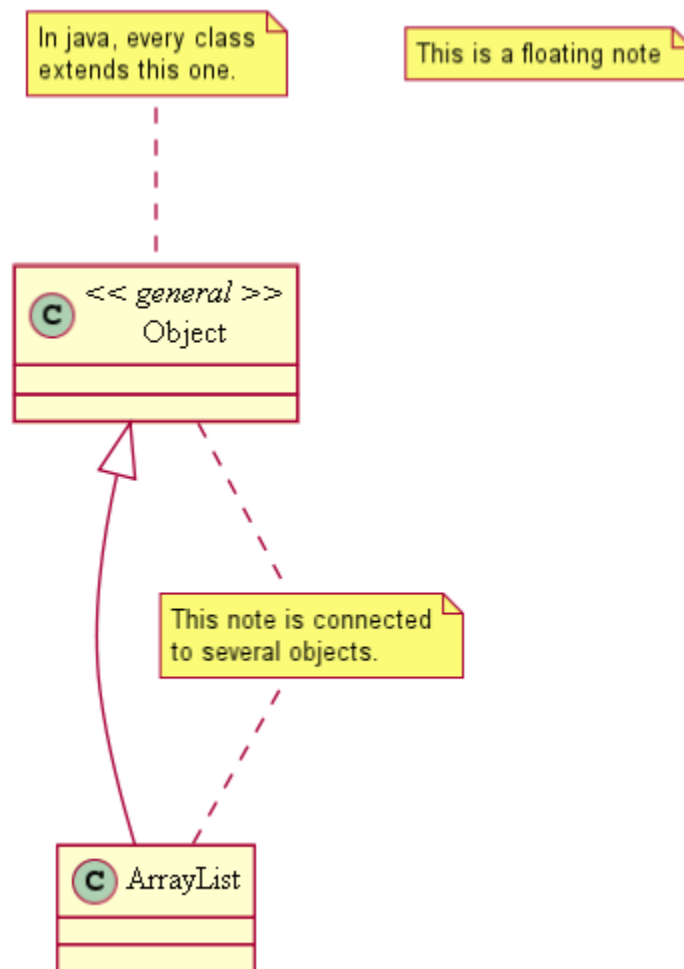 In java, every class
extends this one.
This is a floating note
C
<< general >>
Object
This note is connected
to several objects.
C
ArrayList